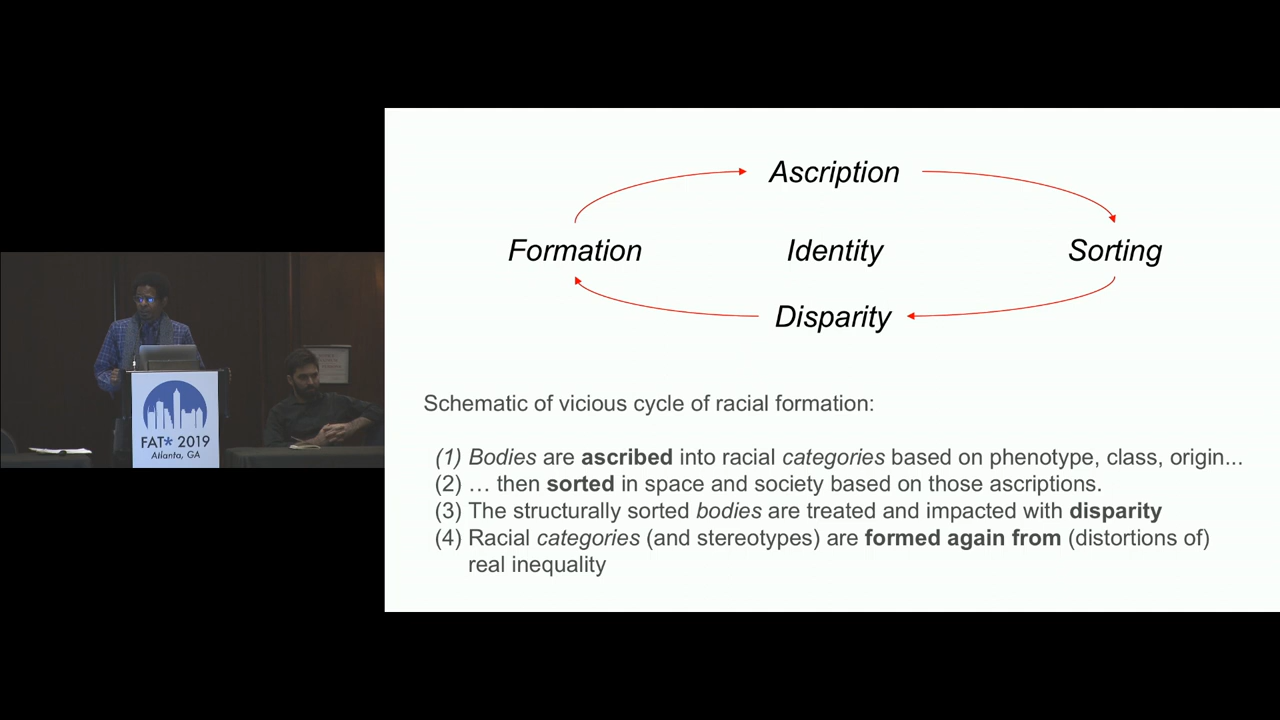 Ascription
Formation Identity Sorting
Disparity
Schematic of vicious cycle of racial formation:
(1) Bodies are ascribed into racial categories based on phenotype, class, origin...
(2) … then sorted in space and society based on those ascriptions.
(3) The structurally sorted bodies are treated and impacted with disparity
(4) Racial categories (and stereotypes) are formed again from (distortions of)
real inequality
FAT* 2019
Atlanta, GA